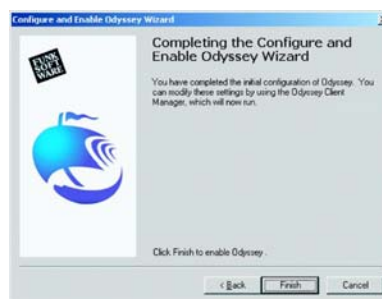 Configure and Enable Odyssey Wizard
FUNK
SOFT
WARE
Completing the Configure and
Enable Odyssey Wizard
You have completed the initial configuration of Odyssey. You
can modify these settings by using the Odyssey Client
Manager, which will now run.
Click Finish to enable Odyssey .
< Back
Finish
Cancel